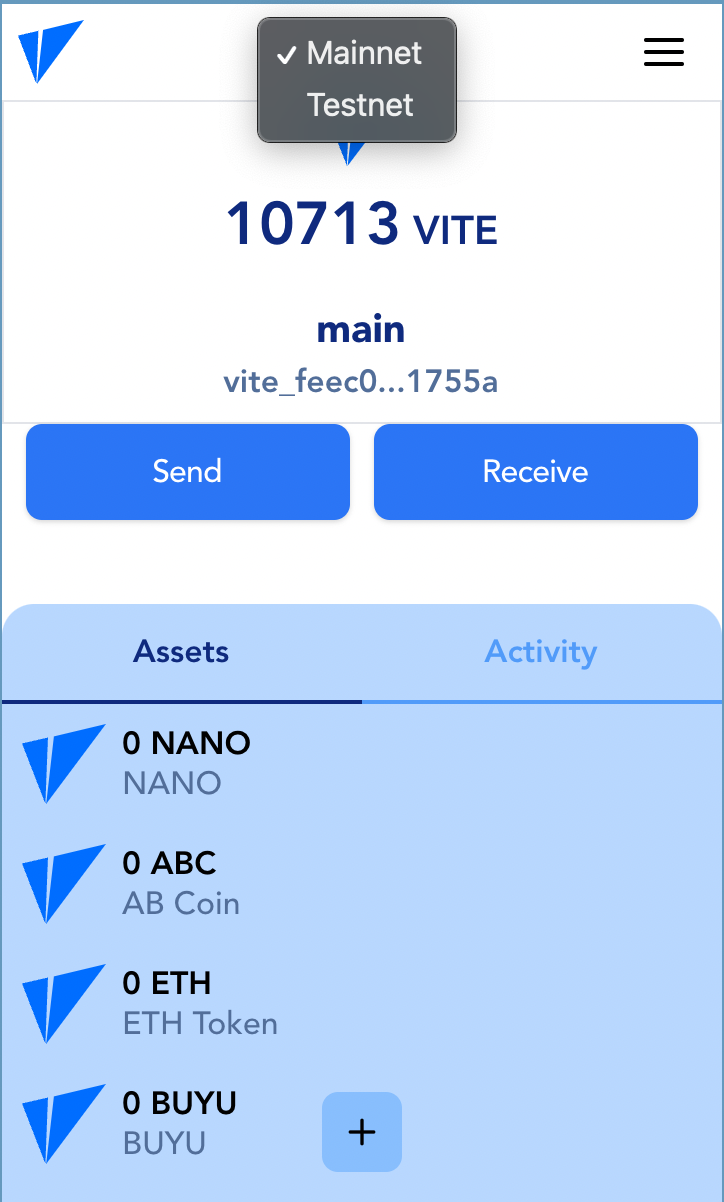 Mainnet
Testnet
10713 VITE
main
vite_feec0...1755a
Send
Receive
Assets
Activity
0 NANO
NANO
0 ABC
AB Coin
0 ETH
ETH Token
0 BUYU
BUYU